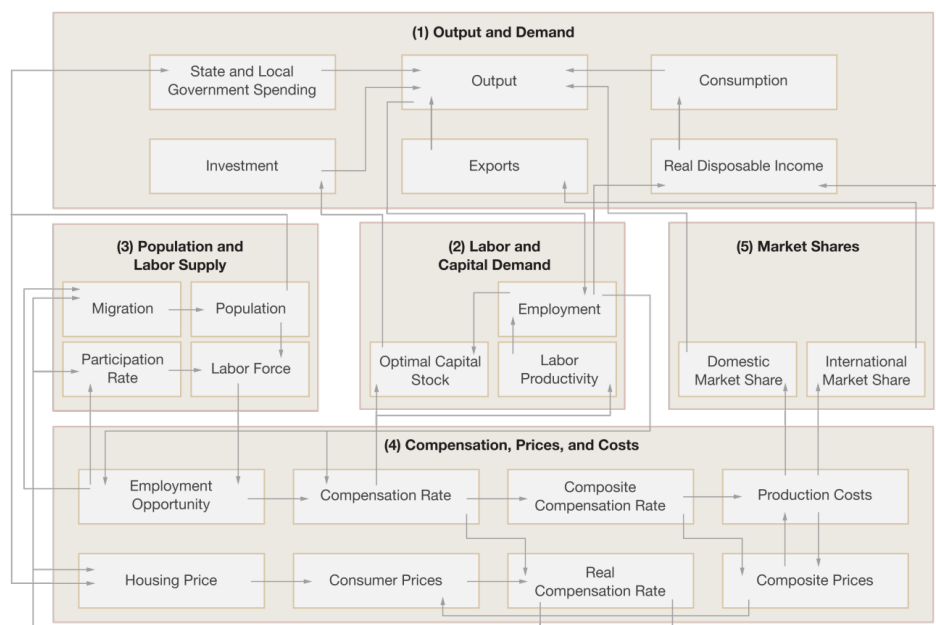 (1) Output and Demand
State and Local
Government Spending
Output
Consumption
Investment
Exports
Real Disposable Income
(3) Population and
Labor Supply
Migration
Population
Participation
Rate
Labor Force
(2) Labor and
Capital Demand
Employment
Optimal Capital
Stock
Labor
Productivity
(5) Market Shares
Domestic
Market Share
International
Market Share
(4) Compensation, Prices, and Costs
Employment
Opportunity
Compensation Rate
Composite
Compensation Rate
Production Costs
Housing Price
Consumer Prices
Real
Compensation Rate
Composite Prices